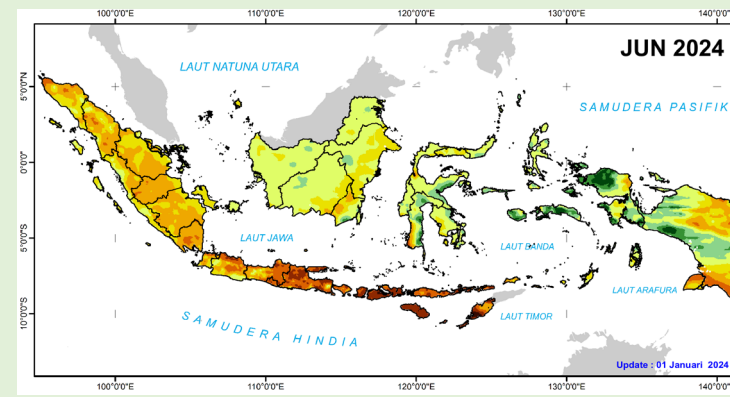 100°0'0"E 110°0'0"E 120°0'0"E 130°0'0"E 140°0'0"
JUN 2024
LAUT NATUNA UTARA
5°0'0"N
SAMUDERA PASIFIK
0°0'0"
LAUT JAWA
LAUT BANDA
5°0'0"S
LAUT ARAFURA
10°0'0"S
SAMUDERA HINDIA
LAUT TIMOR
Update : 01 Januari 2024
100°0'0"E 110°0'0"E 120°0'0"E 130°0'0"E 140°0'0"